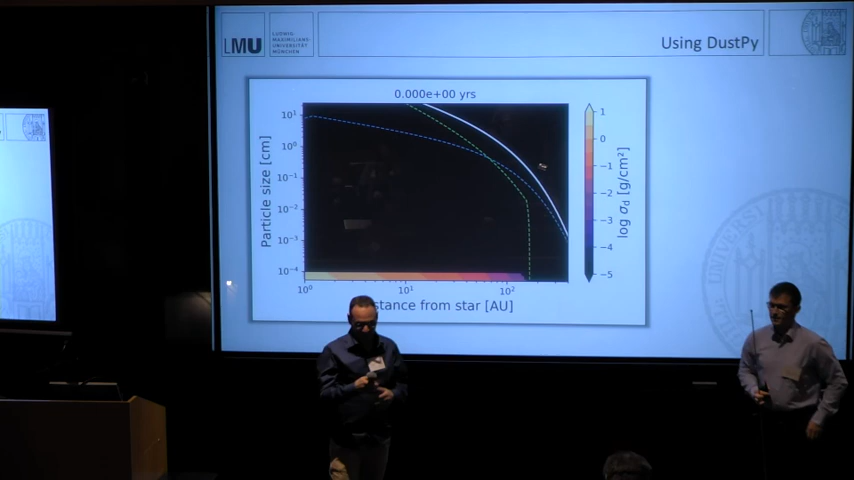 LMU
LUDWIG-
MAXIMILIANS-
UNIVERSITÄT
MÜNCHEN
Using DustPy
0.000e+00 yrs
Particle size [cm]
10¹
10⁰
10⁻¹
10⁻²
10⁻³
10⁻⁴
10⁰
10¹
10²
stance from star [AU]
1
0
−1
−2
−3
−4
−5
log σd [g/cm²]